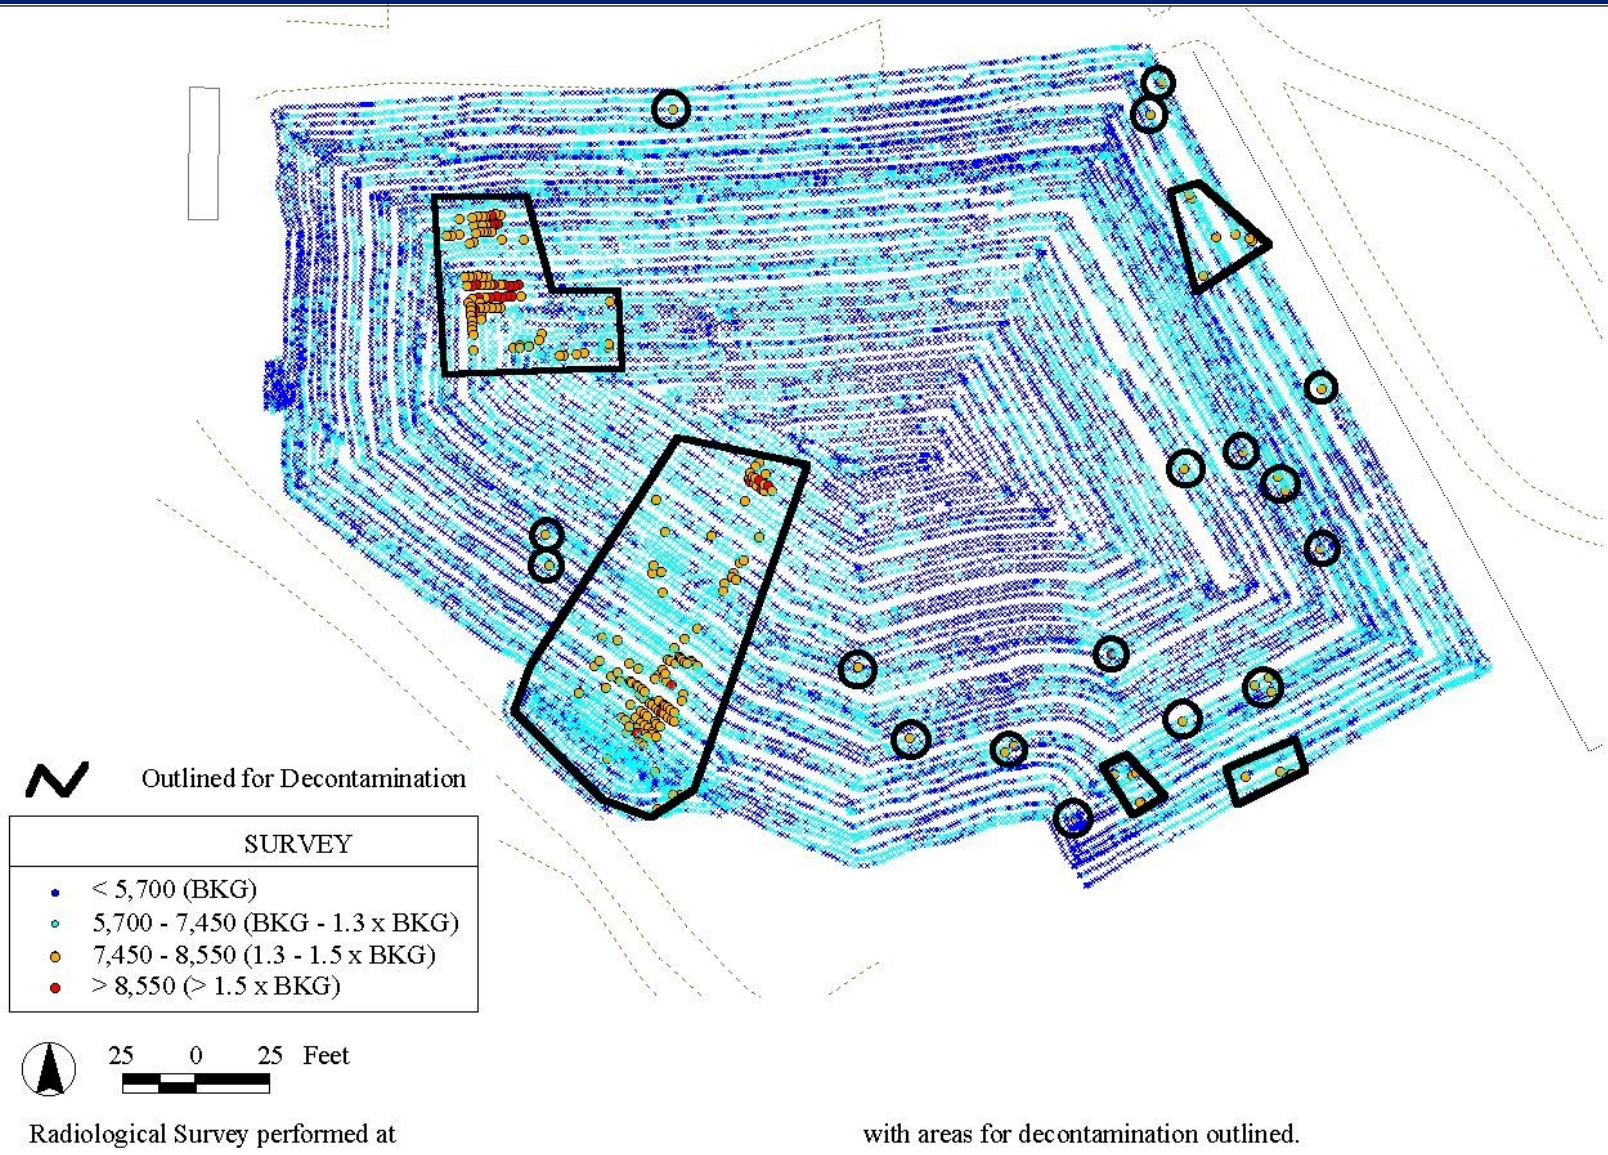 Outlined for Decontamination
SURVEY
< 5,700 (BKG)
5,700 - 7,450 (BKG - 1.3 x BKG)
7,450 - 8,550 (1.3 - 1.5 x BKG)
> 8,550 (> 1.5 x BKG)
25 0 25 Feet
Radiological Survey performed at with areas for decontamination outlined.